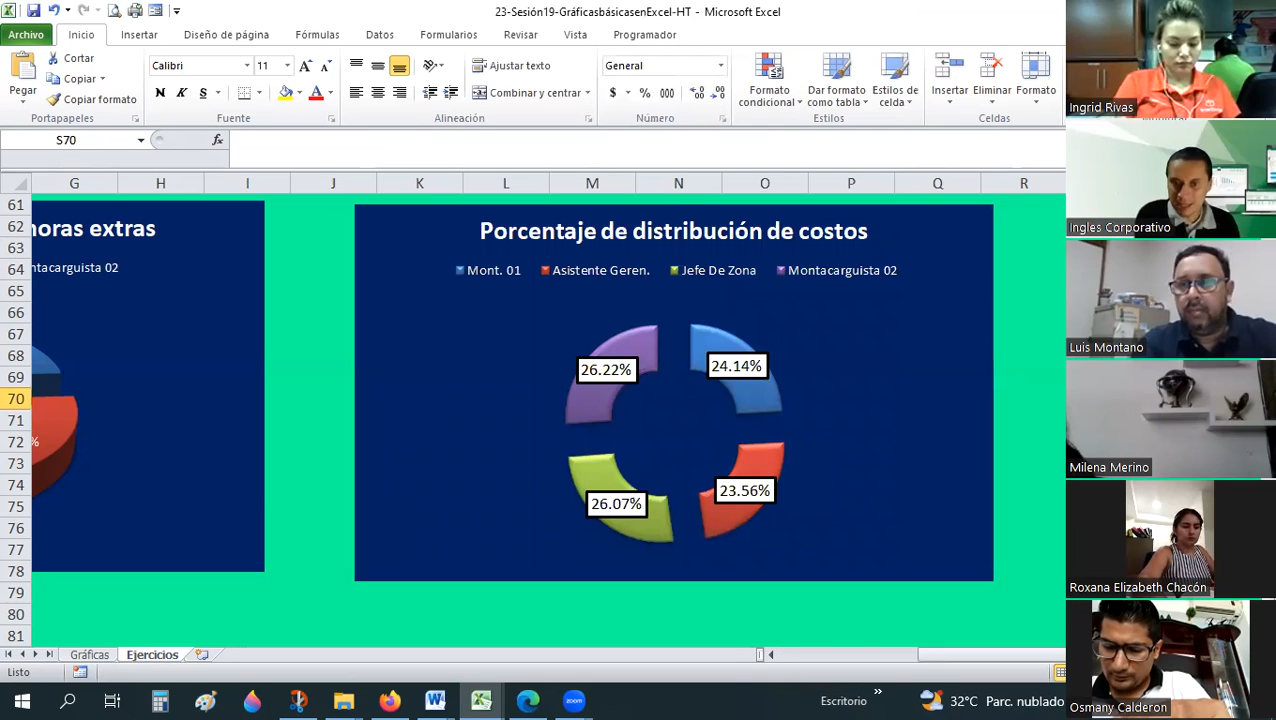 23-Sesión19-GráficasbásicasenExcel-HT - Microsoft Excel
Archivo Inicio Insertar Diseño de página Fórmulas Datos Formularios Revisar Vista Programador
Pegar
Cortar
Copiar
Copiar formato
Portapapeles
Calibri 11
N K S
Fuente
Ajustar texto
Combinar y centrar
Alineación
General
$ % 000
Número
Formato condicional
Dar formato como tabla
Estilos de celda
Estilos
Insertar
Eliminar
Formato
Celdas
S70
fx
G H I J K L M N O P Q R
61
62
63
64
65
66
67
68
69
70
71
72
73
74
75
76
77
78
79
80
81
horas extras
ntacarguista 02
%
Porcentaje de distribución de costos
Mont. 01 Asistente Geren. Jefe De Zona Montacarguista 02
26.22%
24.14%
26.07%
23.56%
Gráficas Ejercicios
Listo
Escritorio
32°C Parc. nublado
zoom
Ingrid Rivas
Ingles Corporativo
Luis Montano
Milena Merino
Roxana Elizabeth Chacón
Osmany Calderon